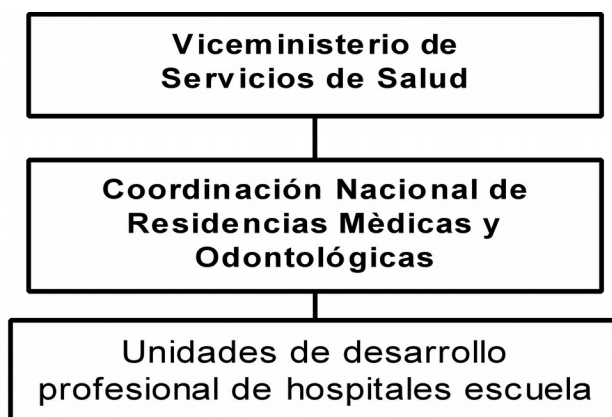 Viceministerio de
Servicios de Salud
Coordinación Nacional de
Residencias Mèdicas y
Odontológicas
Unidades de desarrollo
profesional de hospitales escuela